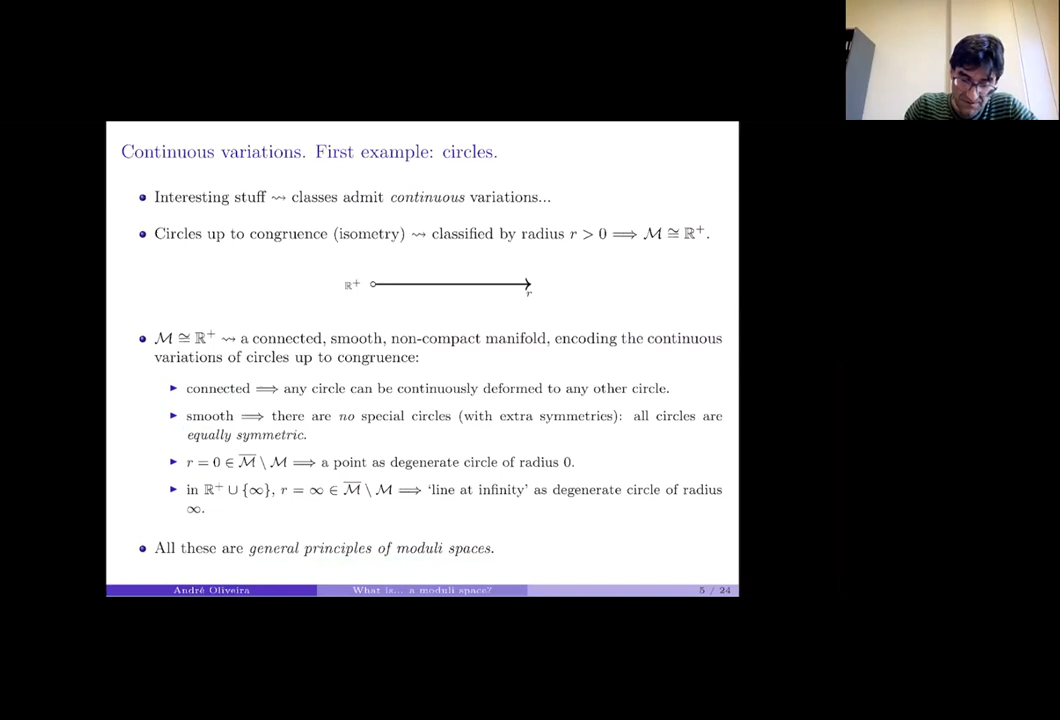 Continuous variations. First example: circles.
Interesting stuff ⇝ classes admit continuous variations...
Circles up to congruence (isometry) ⇝ classified by radius r > 0 ⟹ ℳ ≅ ℝ⁺.
ℝ⁺
r
ℳ ≅ ℝ⁺ ⇝ a connected, smooth, non-compact manifold, encoding the continuous
variations of circles up to congruence:
connected ⟹ any circle can be continuously deformed to any other circle.
smooth ⟹ there are no special circles (with extra symmetries): all circles are
equally symmetric.
r = 0 ∈ ℳ̅ \ ℳ ⟹ a point as degenerate circle of radius 0.
in ℝ⁺ ∪ {∞}, r = ∞ ∈ ℳ̅ \ ℳ ⟹ 'line at infinity' as degenerate circle of radius
∞.
All these are general principles of moduli spaces.
André Oliveira What is... a moduli space? 5 / 24